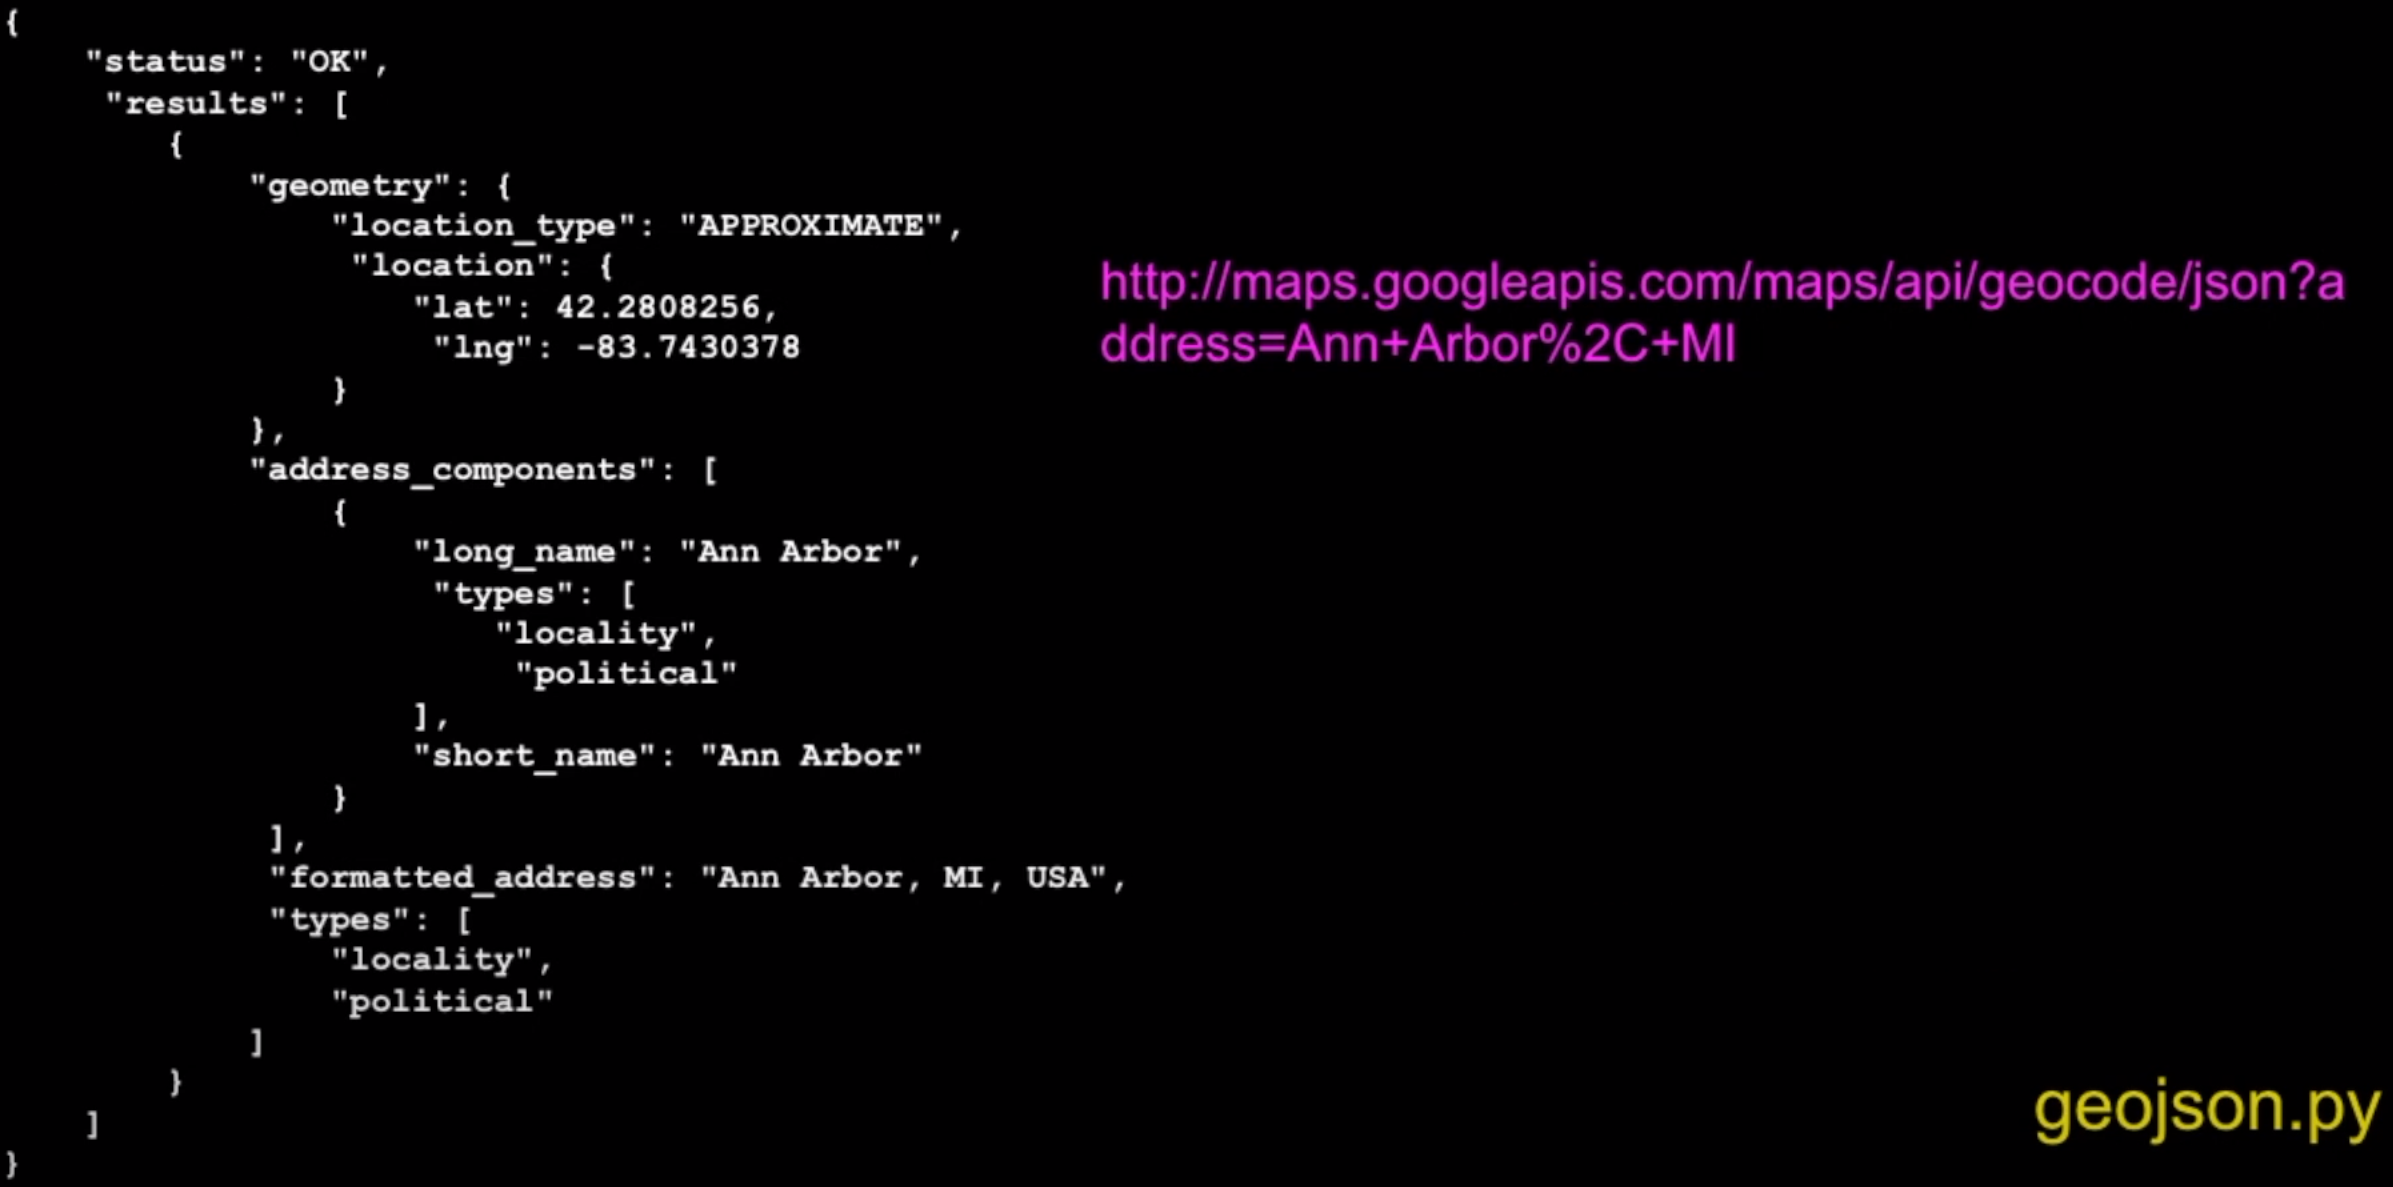 {
"status": "OK",
"results": [
{
"geometry": {
"location_type": "APPROXIMATE",
"location": {
"lat": 42.2808256,
"lng": -83.7430378
}
},
"address_components": [
{
"long_name": "Ann Arbor",
"types": [
"locality",
"political"
],
"short_name": "Ann Arbor"
}
],
"formatted_address": "Ann Arbor, MI, USA",
"types": [
"locality",
"political"
]
}
]
}
http://maps.googleapis.com/maps/api/geocode/json?a
ddress=Ann+Arbor%2C+MI
geojson.py